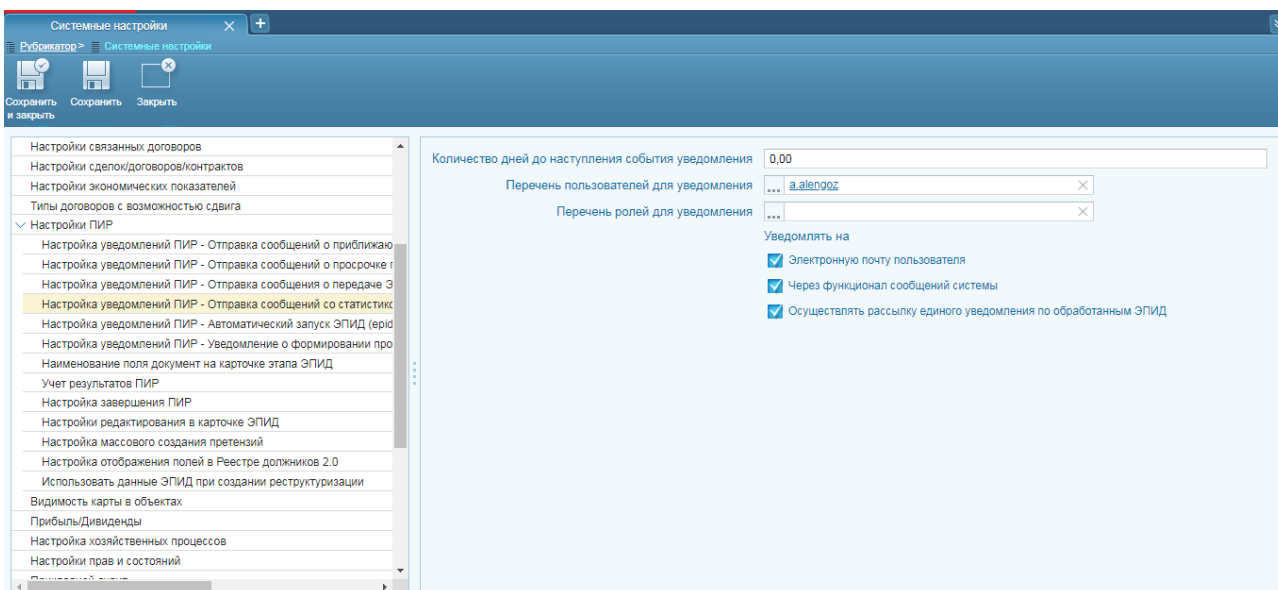 Системные настройки
Рубрикатор > Системные настройки
Сохранить и закрыть
Сохранить
Закрыть
Настройки связанных договоров
Настройки сделок/договоров/контрактов
Настройки экономических показателей
Типы договоров с возможностью сдвига
Настройки ПИР
Настройка уведомлений ПИР - Отправка сообщений о приближаю
Настройка уведомлений ПИР - Отправка сообщений о просрочке г
Настройка уведомлений ПИР - Отправка сообщения о передаче Э
Настройка уведомлений ПИР - Отправка сообщений со статистикс
Настройка уведомлений ПИР - Автоматический запуск ЭПИД (epid
Настройка уведомлений ПИР - Уведомление о формировании про
Наименование поля документ на карточке этапа ЭПИД
Учет результатов ПИР
Настройка завершения ПИР
Настройки редактирования в карточке ЭПИД
Настройка массового создания претензий
Настройка отображения полей в Реестре должников 2.0
Использовать данные ЭПИД при создании реструктуризации
Видимость карты в объектах
Прибыль/Дивиденды
Настройка хозяйственных процессов
Настройки прав и состояний
Количество дней до наступления события уведомления 0,00
Перечень пользователей для уведомления ... a.alengoz
Перечень ролей для уведомления ...
Уведомлять на
Электронную почту пользователя
Через функционал сообщений системы
Осуществлять рассылку единого уведомления по обработанным ЭПИД